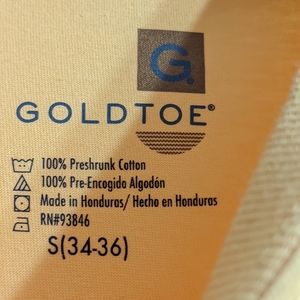 G.
GOLDTOE®
100% Preshrunk Cotton
100% Pre-Encogido Algodón
Made in Honduras/ Hecho en Honduras
RN#93846
S(34-36)